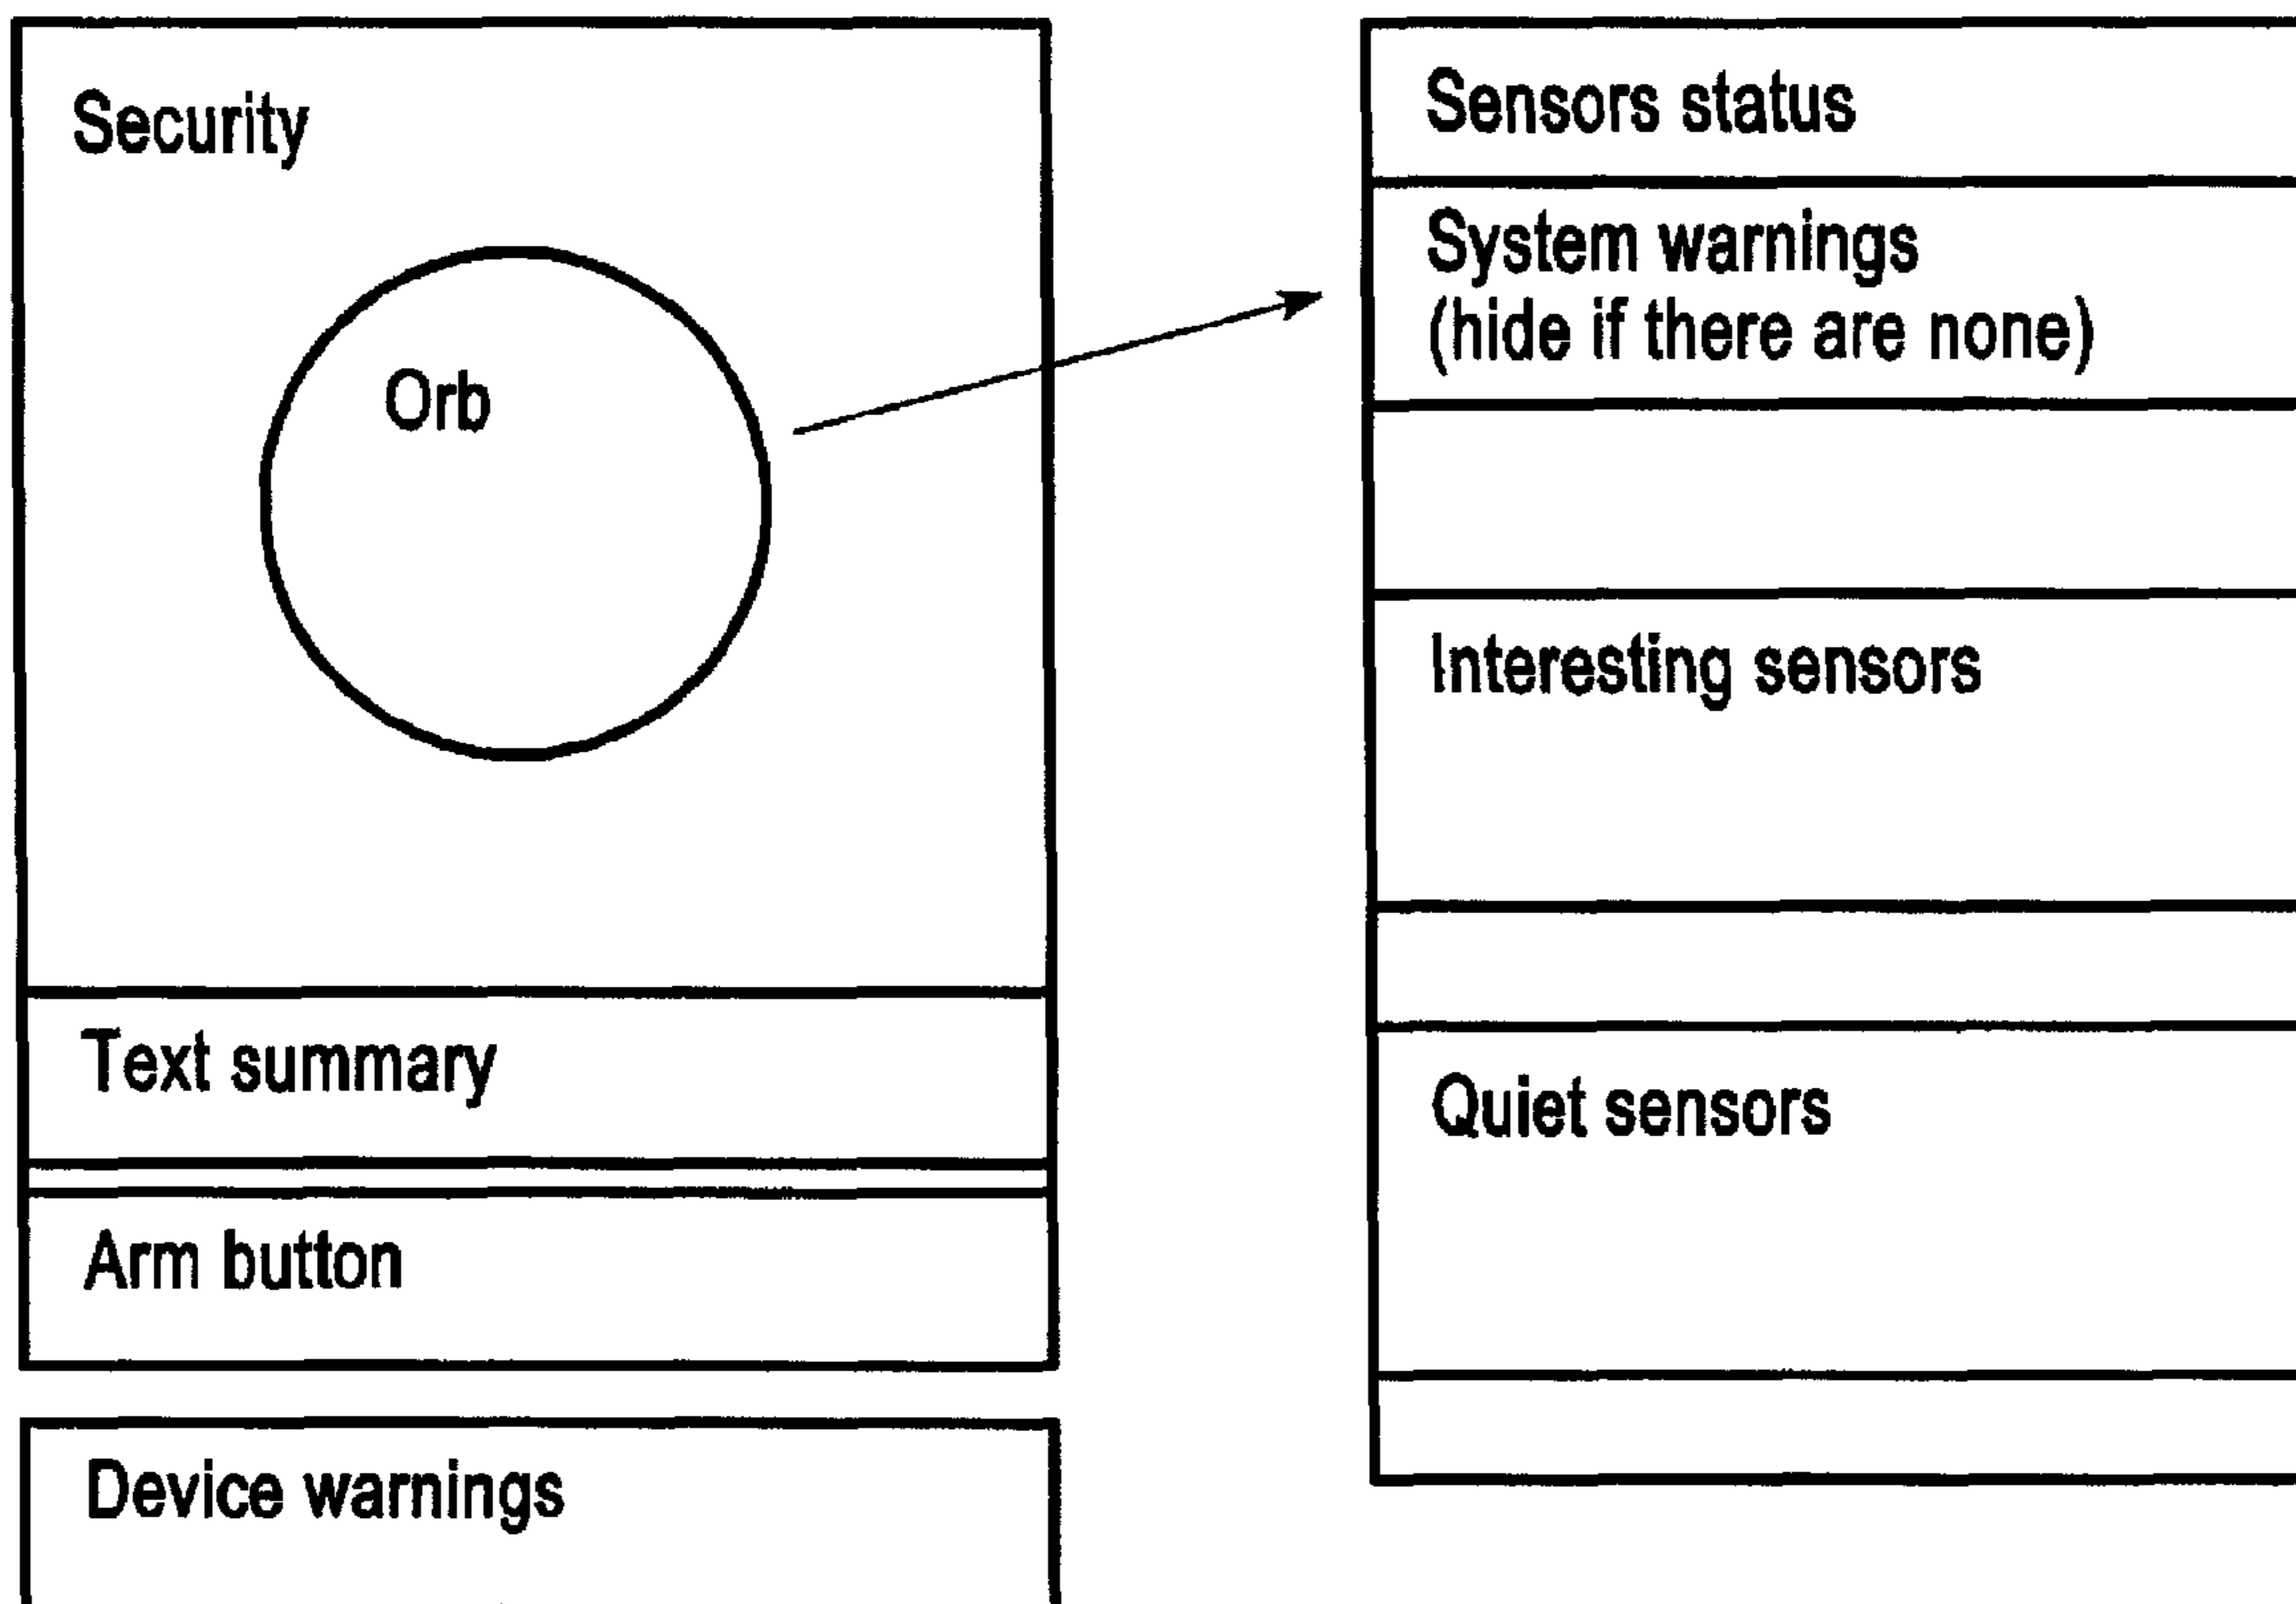 Security
Orb
Text summary
Arm button
Device warnings
Sensors status
System warnings
(hide if there are none)
Interesting sensors
Quiet sensors